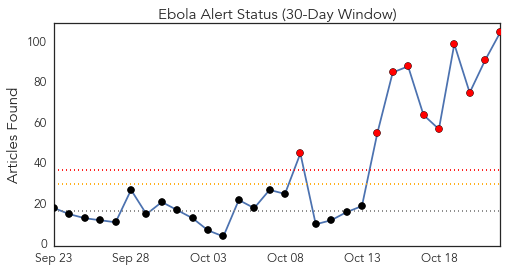 Ebola Alert Status (30-Day Window)
Articles Found
100
80
60
40
20
0
Sep 23 Sep 28 Oct 03 Oct 08 Oct 13 Oct 18